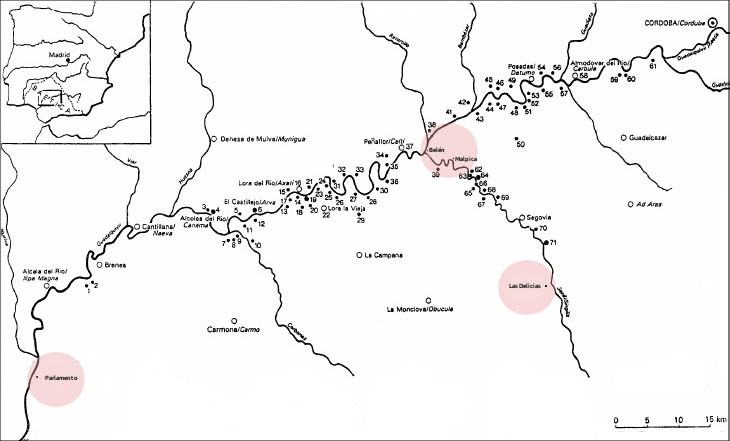 Madrid
BAETICA
CORDOBA/Corduba
Guadalquivir/Baetis
Retortillo
Bembézar
Guadiato
54
56
Posadas/
Detumo
Almodovar del Rio/
Carbula
58
59
60
61
45
46
49
53
55
57
52
42
44
47
48
51
41
43
50
38
Dehesa de Mulva/Munigua
Peñaflor/Celti
37
Belén
Malpica
Guadalcazar
Viar
34
35
39
62
63
64
32
33
36
66
Lora del Rio/Axati
16
21
24
31
15
23
30
65
68
69
67
17
14
19
25
26
27
28
Ad Aras
El Castillejo/Arva
13
18
20
22
Lora la Vieja
29
3
4
5
6
Segovia
Alcolea del Rio/
Canama
12
11
70
Guadalquivir
Cantillana/
Naeva
7
8
9
10
71
La Campana
Brenes
Alcala del Rio/
Ilipa Magna
1
2
Las Delicias
La Monclova/Obucula
Carmona/Carmo
Corbones
Parlamento
0
5
10
15 km